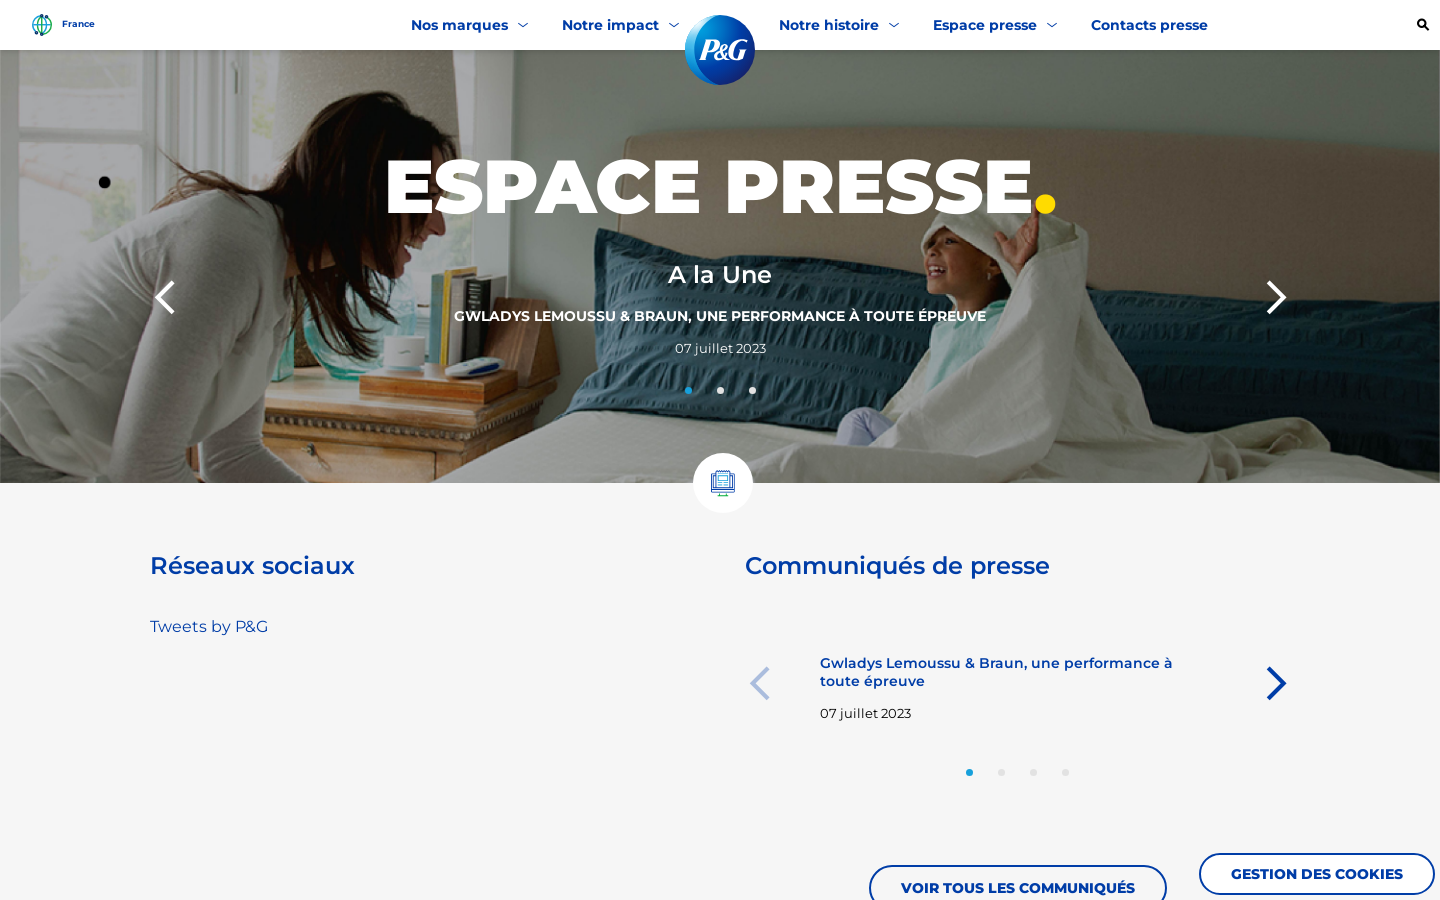 France
Nos marques
Notre impact
P&G
Notre histoire
Espace presse
Contacts presse
ESPACE PRESSE.
A la Une
GWLADYS LEMOUSSU & BRAUN, UNE PERFORMANCE À TOUTE ÉPREUVE
07 juillet 2023
Réseaux sociaux
Tweets by P&G
Communiqués de presse
Gwladys Lemoussu & Braun, une performance à
toute épreuve
07 juillet 2023
VOIR TOUS LES COMMUNIQUÉS
GESTION DES COOKIES